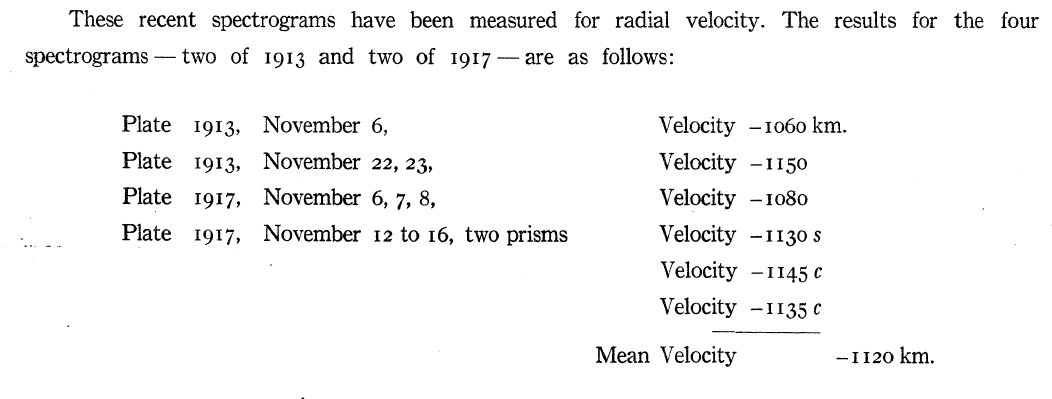 These recent spectrograms have been measured for radial velocity. The results for the four
spectrograms — two of 1913 and two of 1917 — are as follows:
Plate 1913, November 6, Velocity −1060 km.
Plate 1913, November 22, 23, Velocity −1150
Plate 1917, November 6, 7, 8, Velocity −1080
Plate 1917, November 12 to 16, two prisms Velocity −1130 s
Velocity −1145 c
Velocity −1135 c
Mean Velocity −1120 km.